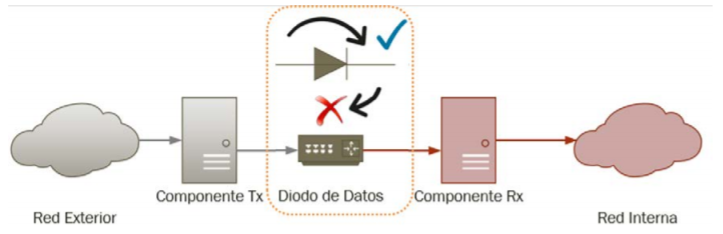 Componente Tx
Diodo de Datos
Componente Rx
Red Exterior
Red Interna